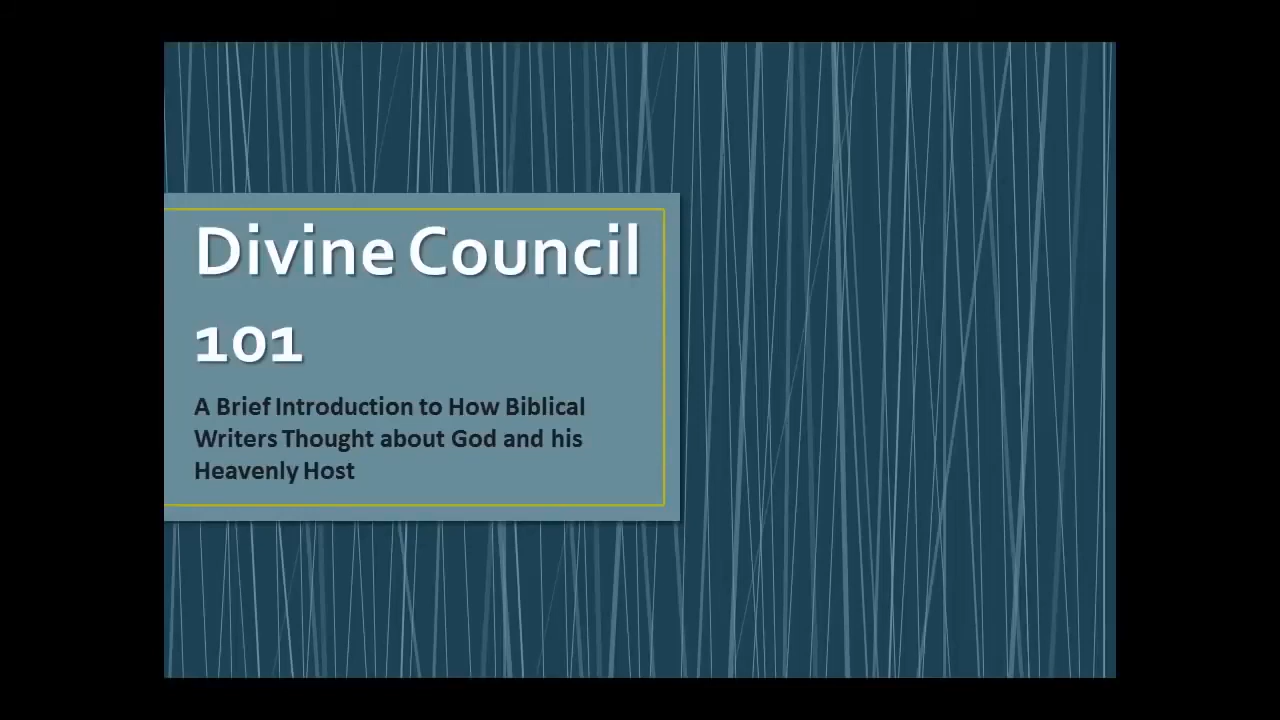 Divine Council
101
A Brief Introduction to How Biblical
Writers Thought about God and his
Heavenly Host